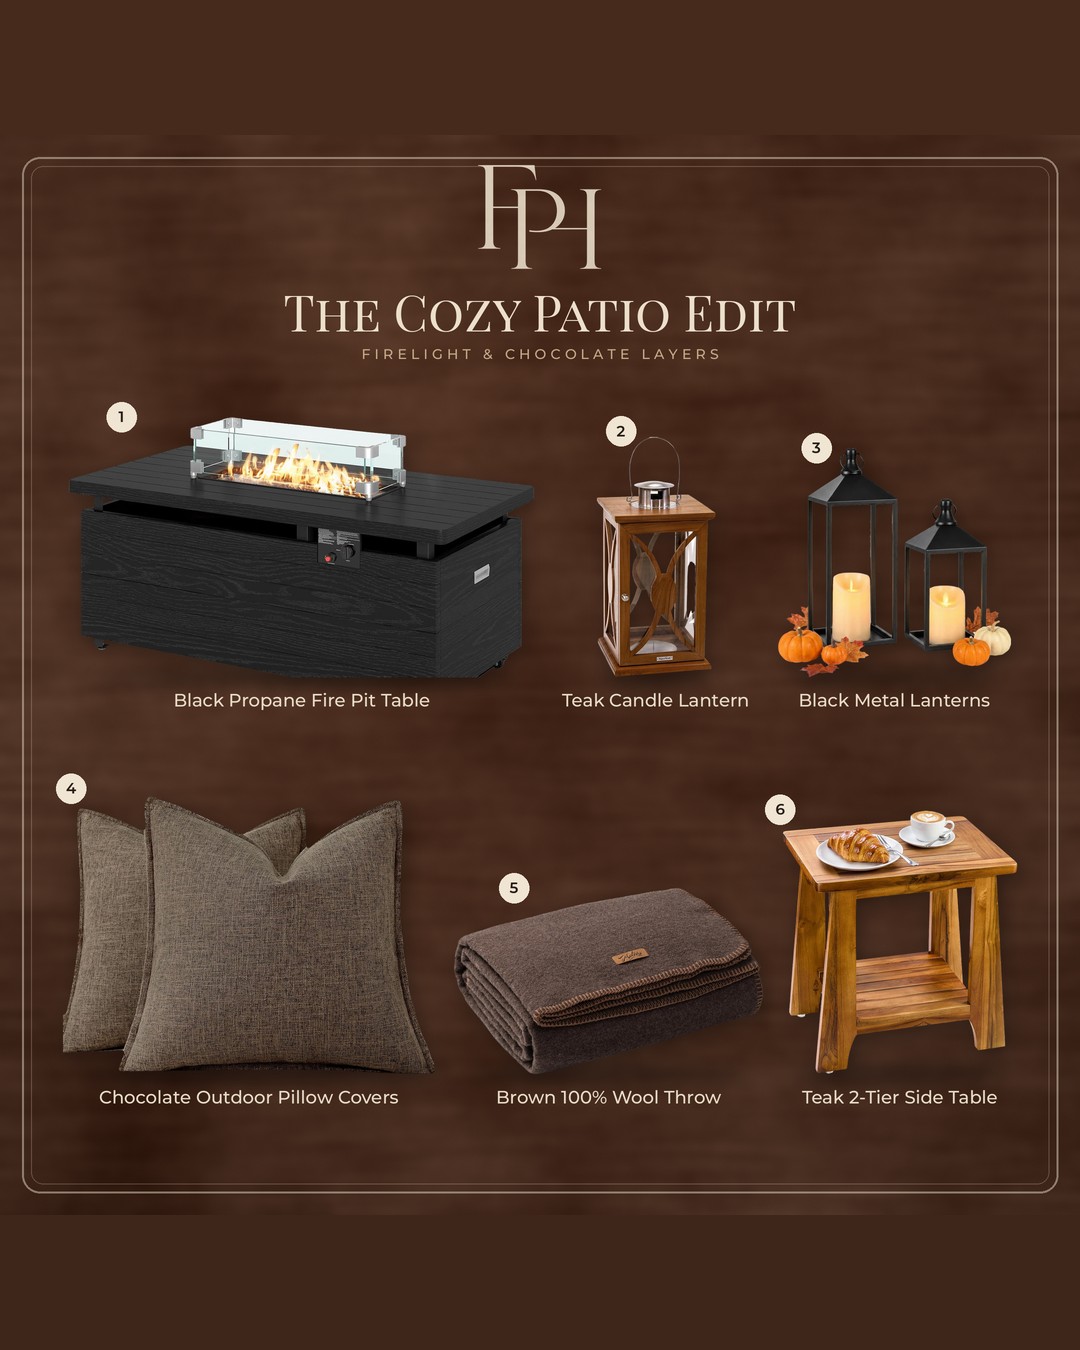 FPH
THE COZY PATIO EDIT
FIRELIGHT & CHOCOLATE LAYERS
1
2
3
Black Propane Fire Pit Table
Teak Candle Lantern
Black Metal Lanterns
4
5
6
Chocolate Outdoor Pillow Covers
Brown 100% Wool Throw
Teak 2-Tier Side Table